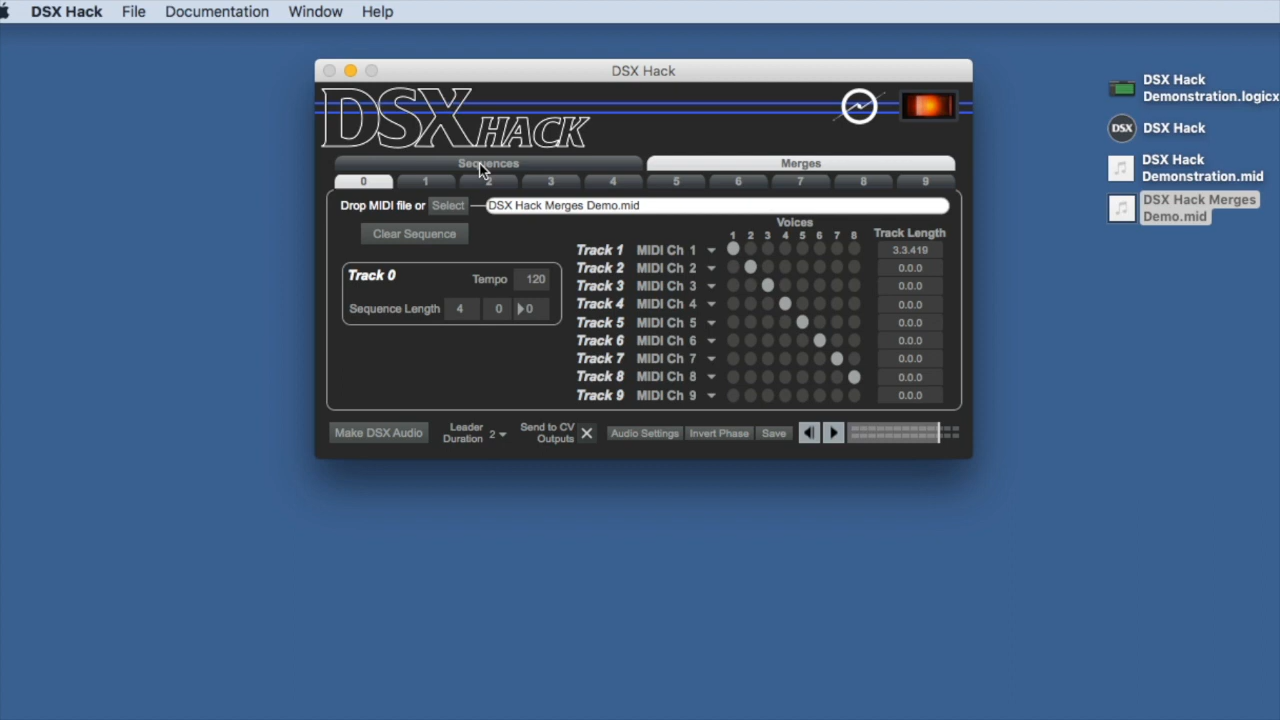 DSX Hack File Documentation Window Help
DSX Hack
DSX HACK
Sequences Merges
0 1 2 3 4 5 6 7 8 9
Drop MIDI file or Select DSX Hack Merges Demo.mid
Clear Sequence
Voices
1 2 3 4 5 6 7 8 Track Length
Track 0 Tempo 120
Sequence Length 4 0 0
Track 1 MIDI Ch 1 3.3.419
Track 2 MIDI Ch 2 0.0.0
Track 3 MIDI Ch 3 0.0.0
Track 4 MIDI Ch 4 0.0.0
Track 5 MIDI Ch 5 0.0.0
Track 6 MIDI Ch 6 0.0.0
Track 7 MIDI Ch 7 0.0.0
Track 8 MIDI Ch 8 0.0.0
Track 9 MIDI Ch 9 0.0.0
Make DSX Audio
Leader
Duration 2
Send to CV
Outputs
Audio Settings Invert Phase Save
DSX Hack
Demonstration.logicx
DSX
DSX Hack
DSX Hack
Demonstration.mid
DSX Hack Merges
Demo.mid